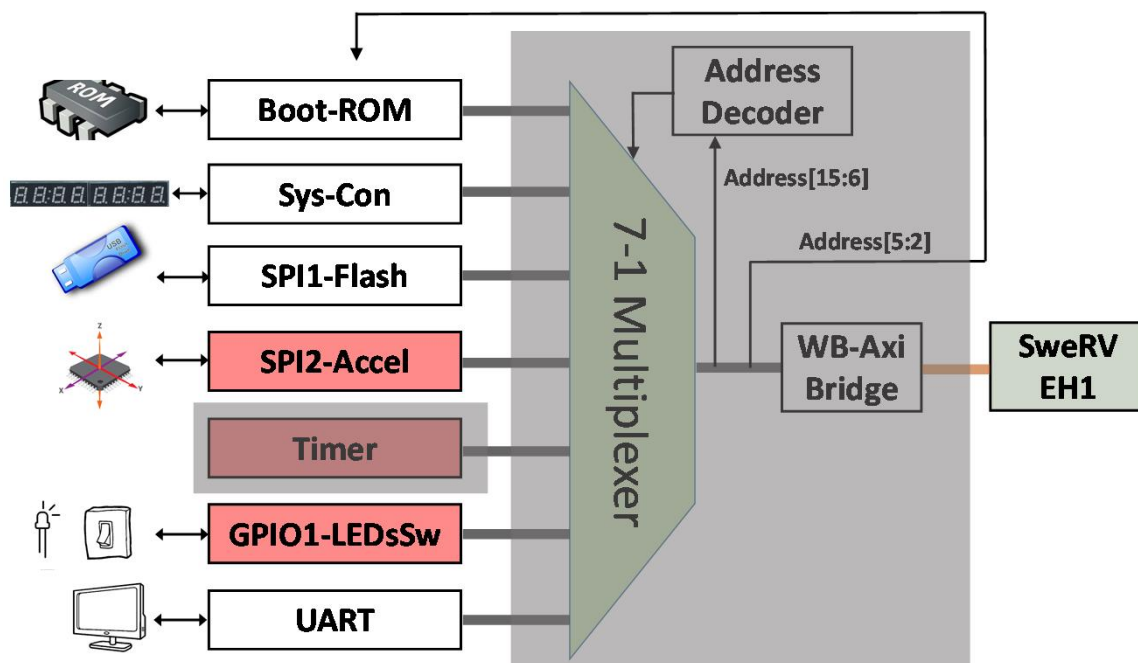 ROM
Boot-ROM
Address
Decoder
Sys-Con
Address[15:6]
USB
SPI1-Flash
Address[5:2]
7-1 Multiplexer
Z
SPI2-Accel
X
Y
WB-Axi
Bridge
SweRV
EH1
Timer
GPIO1-LEDsSw
UART